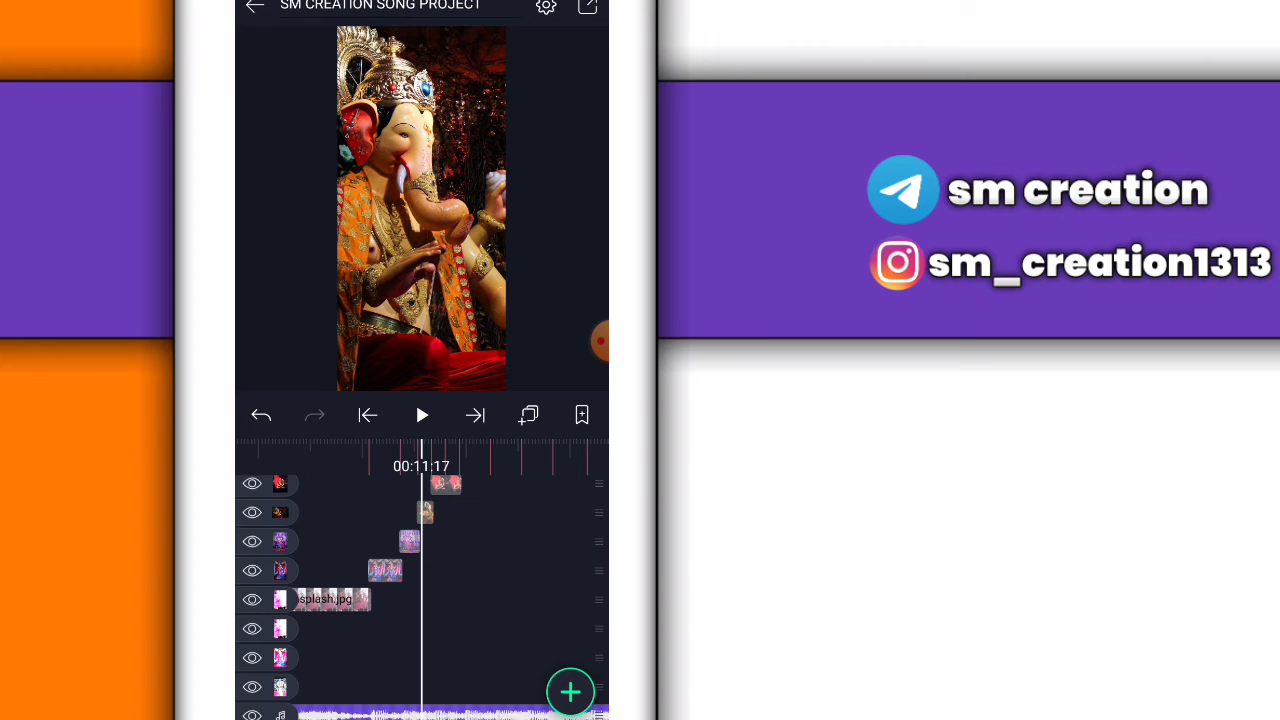 SM CREATION SONG PROJECT
sm creation
sm_creation1313
00:11:17
splash.jpg